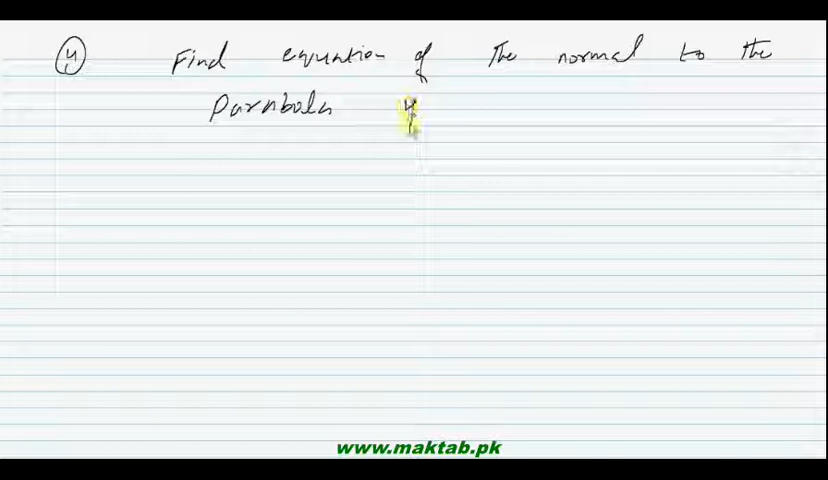 (4) Find equation of the normal to the
Parabola y
www.maktab.pk